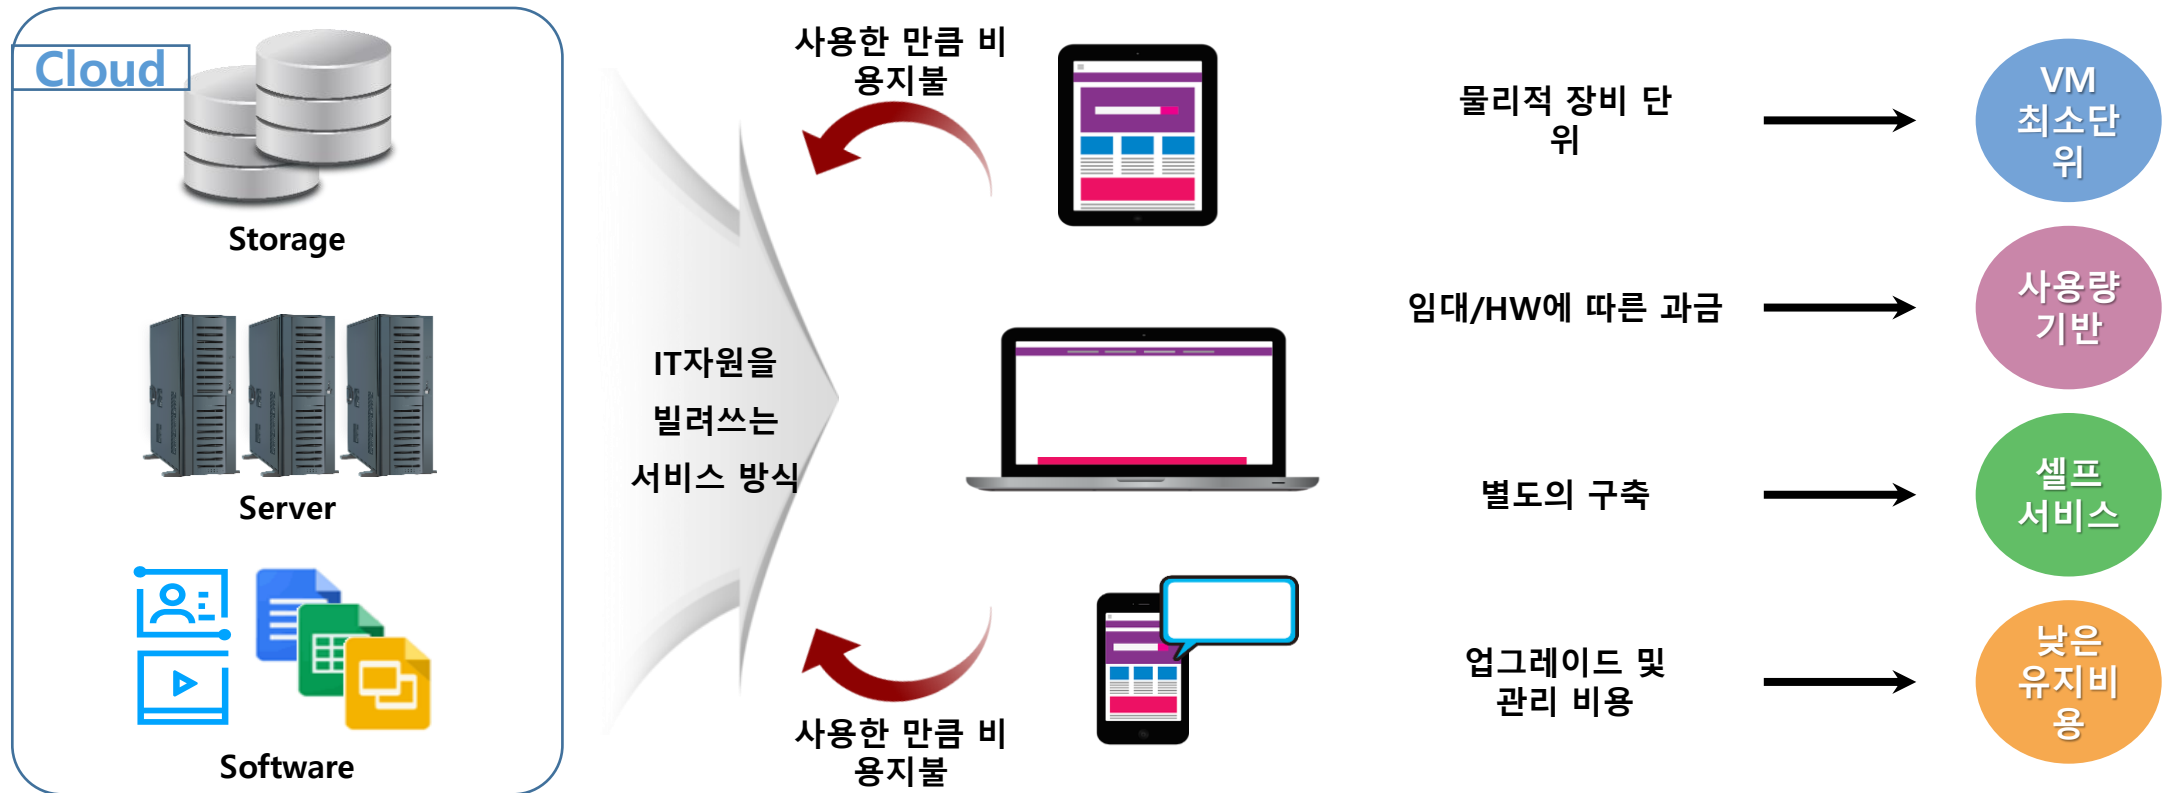 Cloud
Storage
Server
Software
IT자원을
빌려쓰는
서비스 방식
사용한 만큼 비
용지불
사용한 만큼 비
용지불
물리적 장비 단
위
VM
최소단
위
임대/HW에 따른 과금
사용량
기반
별도의 구축
셀프
서비스
업그레이드 및
관리 비용
낮은
유지비
용